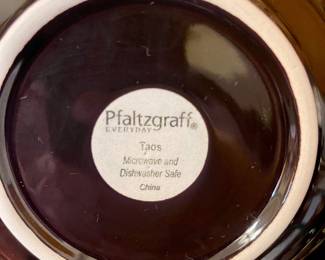 Pfaltzgraff®
EVERYDAY
Taos
Microwave and
Dishwasher Safe
China